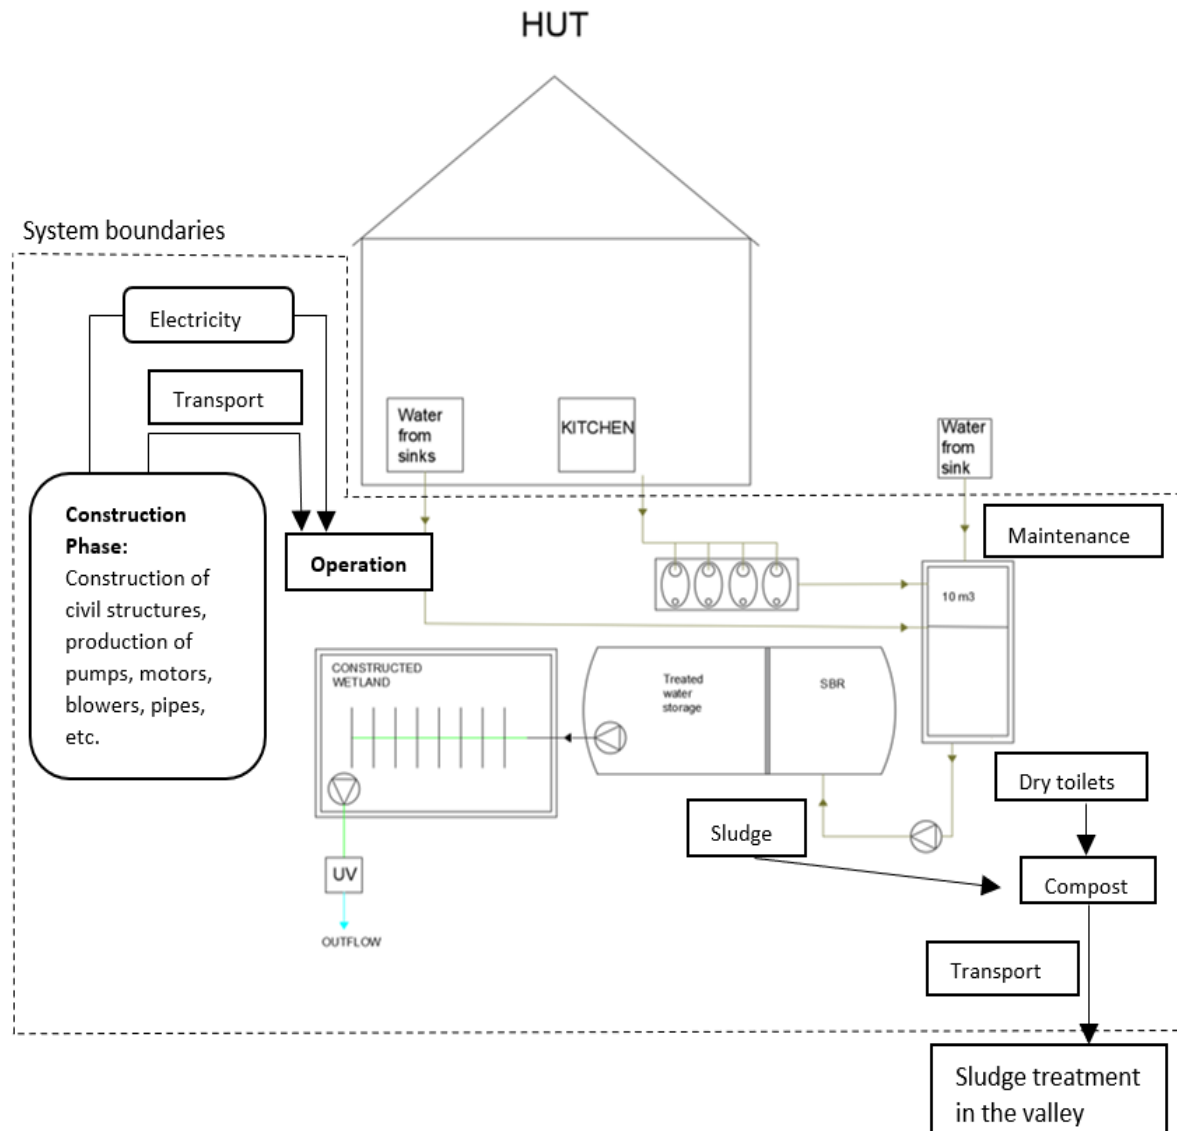 HUT
System boundaries
Electricity
Transport
Water
from
sinks
KITCHEN
Water
from
sink
Construction
Phase:
Construction of
civil structures,
production of
pumps, motors,
blowers, pipes,
etc.
Operation
Maintenance
10 m3
CONSTRUCTED
WETLAND
Treated
water
storage
SBR
Dry toilets
Sludge
UV
Compost
OUTFLOW
Transport
Sludge treatment
in the valley